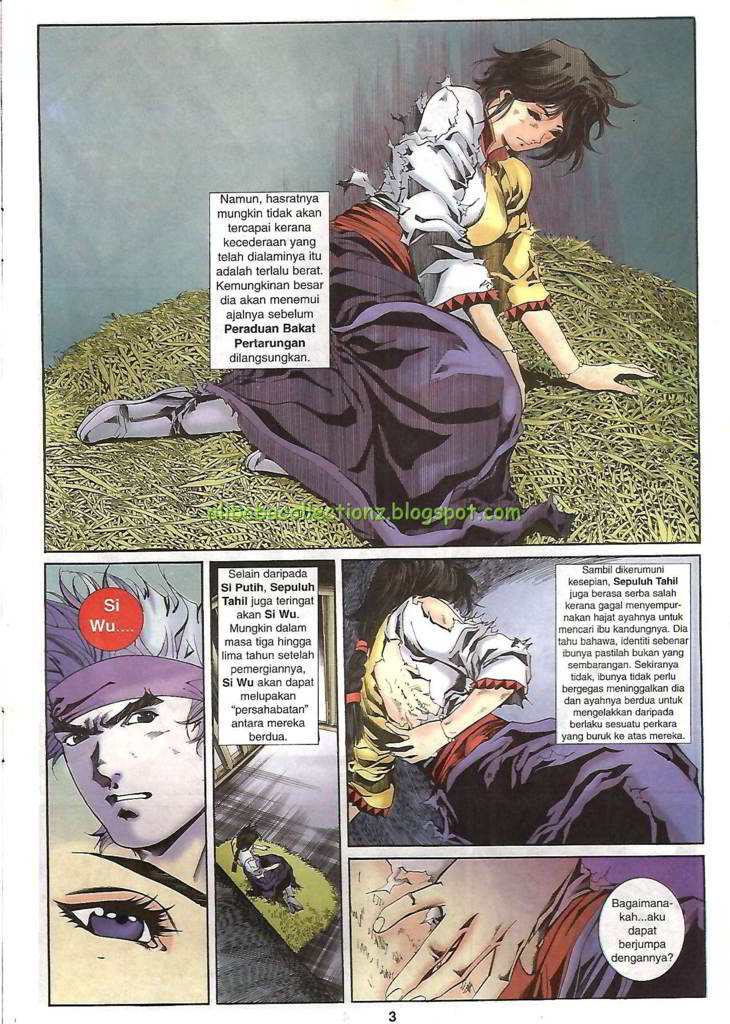 Namun, hasratnya
mungkin tidak akan
tercapai kerana
kecederaan yang
telah dialaminya itu
adalah terlalu berat.
Kemungkinan besar
dia akan menemui
ajalnya sebelum
Peraduan Bakat
Pertarungan
dilangsungkan.
alibabacollectionz.blogspot.com
Si
Wu....
Selain daripada
Si Putih, Sepuluh
Tahil juga teringat
akan Si Wu.
Mungkin dalam
masa tiga hingga
lima tahun setelah
pemergiannya,
Si Wu akan dapat
melupakan
"persahabatan"
antara mereka
berdua.
Sambil dikerumuni
kesepian, Sepuluh Tahil
juga berasa serba salah
kerana gagal menyempur-
nakan hajat ayahnya untuk
mencari ibu kandungnya. Dia
tahu bahawa, identiti sebenar
ibunya pastilah bukan yang
sembarangan. Sekiranya
tidak, ibunya tidak perlu
bergegas meninggalkan dia
dan ayahnya berdua untuk
mengelakkan daripada
berlaku sesuatu perkara
yang buruk ke atas mereka.
Bagaimana-
kah...aku
dapat
berjumpa
dengannya?
3